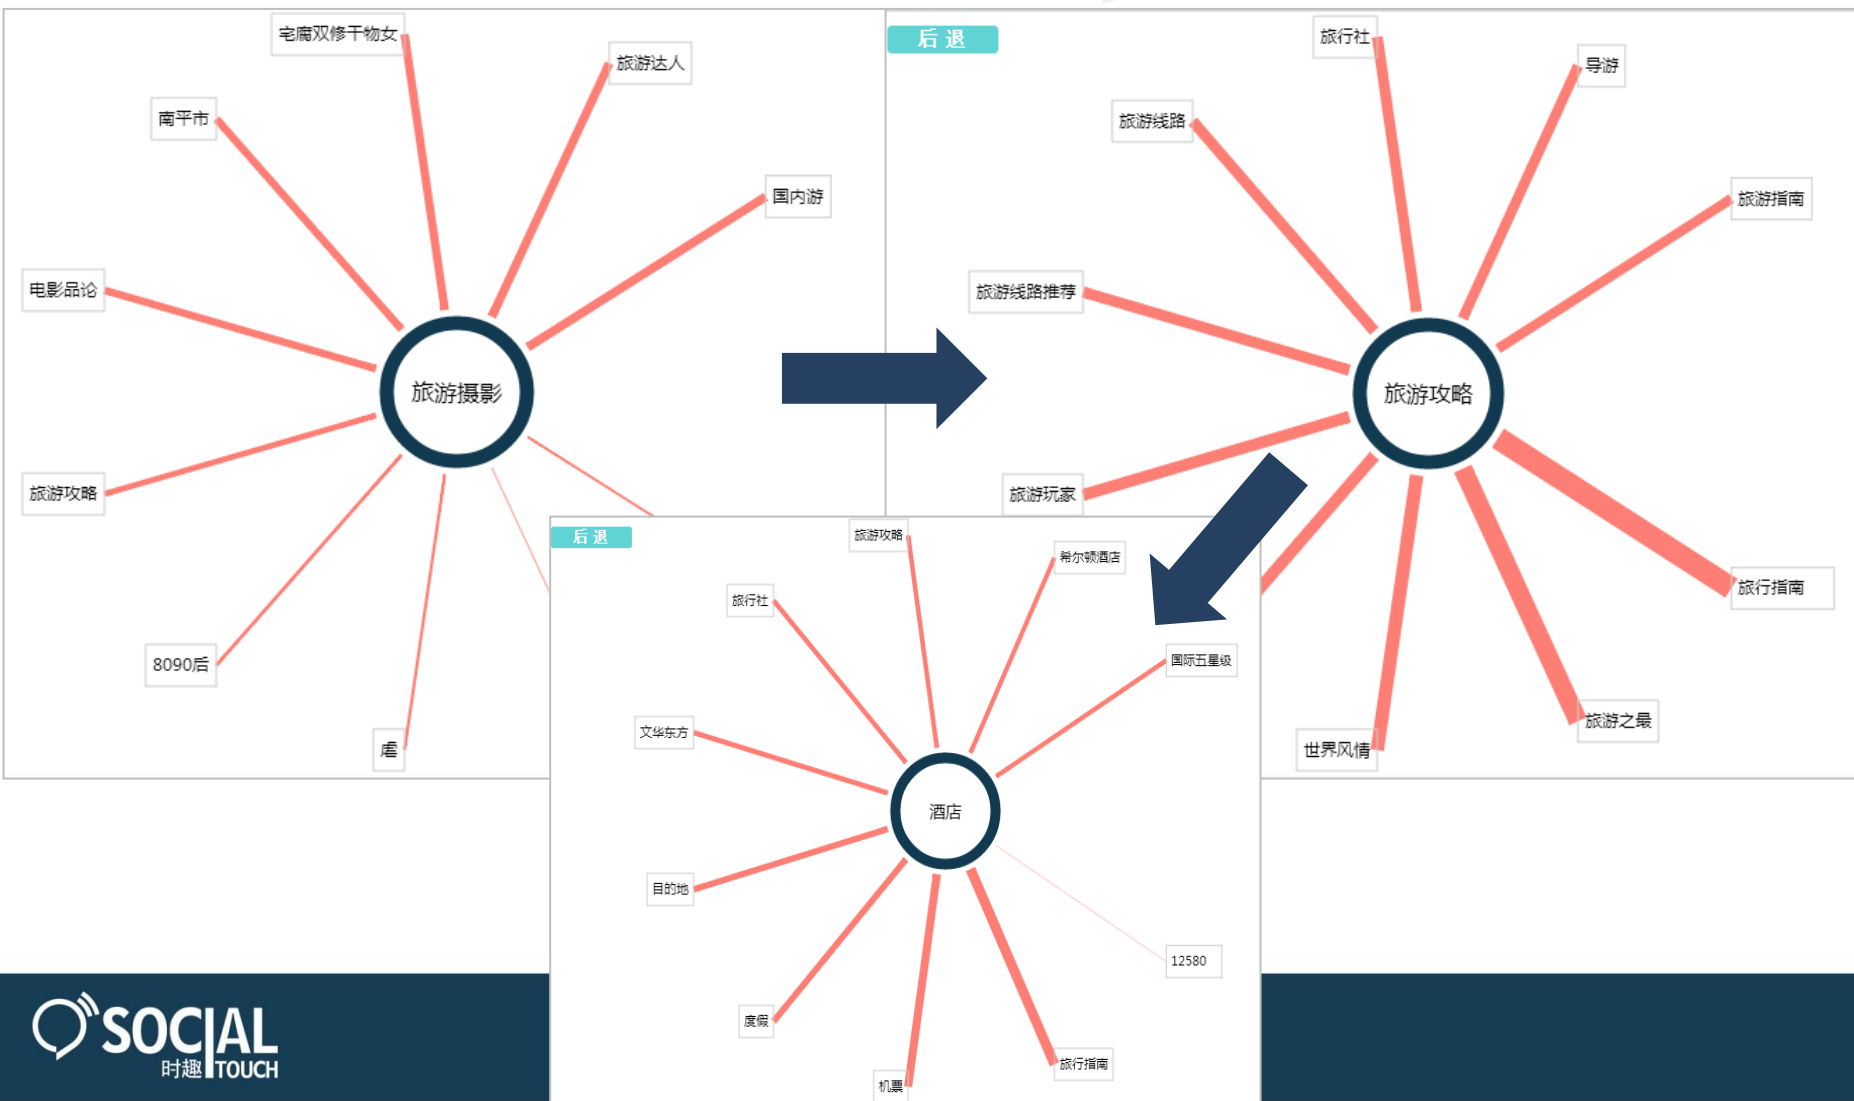 宅腐双修干物女
旅游达人
南平市
国内游
电影品论
旅游摄影
旅游攻略
8090后
虐
后退
旅行社
导游
旅游线路
旅游指南
旅游线路推荐
旅游攻略
旅游玩家
旅行指南
旅游之最
世界风情
后退
旅游攻略
希尔顿酒店
旅行社
国际五星级
文华东方
酒店
目的地
12580
度假
旅行指南
机票
SOCIAL
时趣 TOUCH